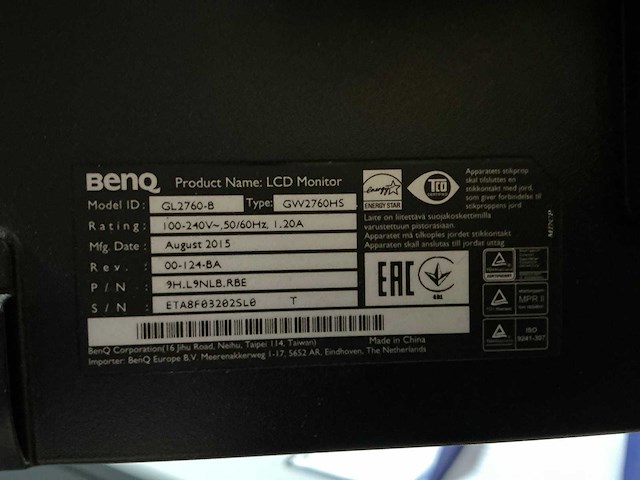 BenQ Product Name: LCD Monitor
Model ID: GL2760-B Type: GW2760HS
Rating: 100-240V~,50/60Hz, 1.20A
Mfg. Date: August 2015
Rev. 00-124-BA
P / N : 9H.L9NLB.RBE
S / N : ETA8F03202SL0 T
Made in China
BenQ Corporation(16 Jihu Road, Neihu, Taipei 114, Taiwan)
Importer: BenQ Europe B.V. Meerenakkerweg 1-17, 5652 AR, Eindhoven, The Netherlands
energy
ENERGY STAR
TCO
Apparatets stikprop
skal tilsluttes en
stikkontakt med jord,
som giver forbindelse til
stikproppens jord
Laite on liitettävä suojakoskettimilla
varustettuun pistorasiaan.
Apparatet må tilkoples jordet stikkontakt
Apparaten skall anslutas till jordat uttag
EAC
MPR II
ISO
9241-307